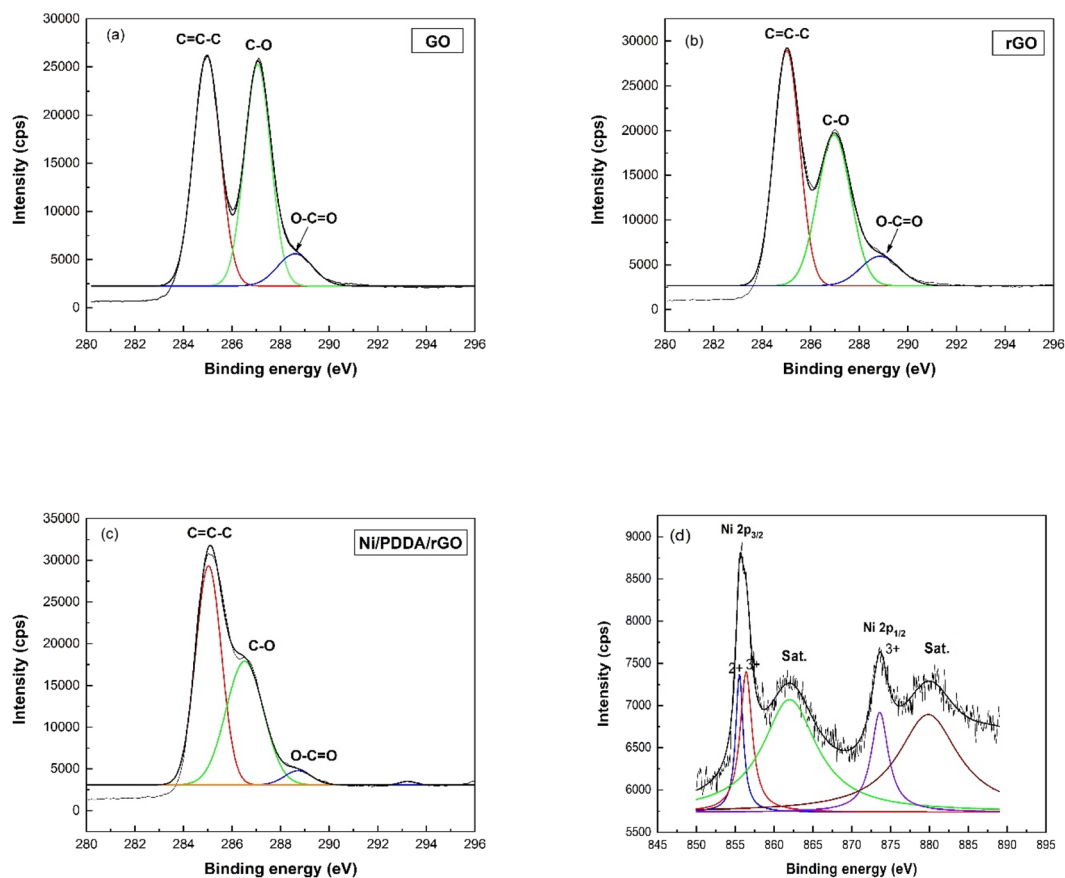 (a)
GO
C=C-C
C-O
O-C=O
30000
25000
20000
15000
10000
5000
0
280 282 284 286 288 290 292 294 296
Intensity (cps)
Binding energy (eV)
(b)
rGO
C=C-C
C-O
O-C=O
30000
25000
20000
15000
10000
5000
0
280 282 284 286 288 290 292 294 296
Intensity (cps)
Binding energy (eV)
(c)
Ni/PDDA/rGO
C=C-C
C-O
O-C=O
35000
30000
25000
20000
15000
10000
5000
0
280 282 284 286 288 290 292 294 296
Intensity (cps)
Binding energy (eV)
(d)
Ni 2p3/2
2+ 3+
Sat.
Ni 2p1/2
3+
Sat.
9000
8500
8000
7500
7000
6500
6000
5500
845 850 855 860 865 870 875 880 885 890 895
Intensity (cps)
Binding energy (eV)